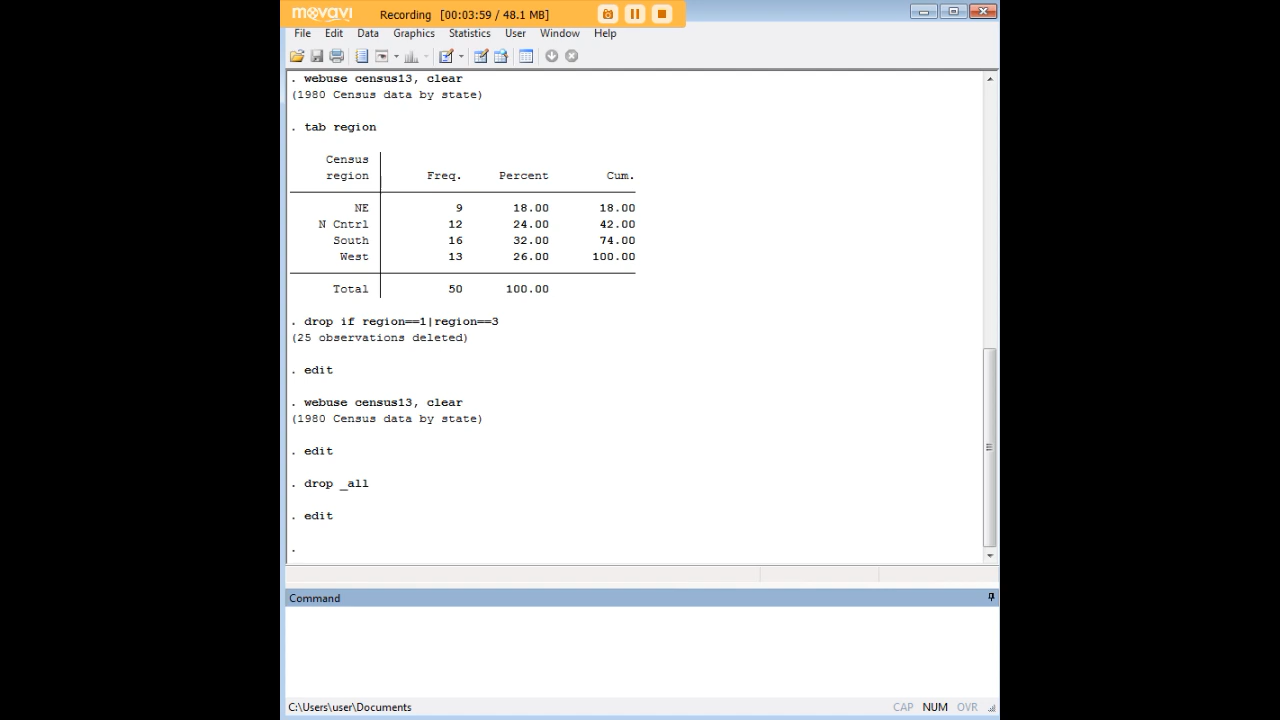 movavi Recording [00:03:59 / 48.1 MB]
File Edit Data Graphics Statistics User Window Help
. webuse census13, clear
(1980 Census data by state)
. tab region
Census
region Freq. Percent Cum.
NE 9 18.00 18.00
N Cntrl 12 24.00 42.00
South 16 32.00 74.00
West 13 26.00 100.00
Total 50 100.00
. drop if region==1|region==3
(25 observations deleted)
. edit
. webuse census13, clear
(1980 Census data by state)
. edit
. drop _all
. edit
.
Command
C:\Users\user\Documents CAP NUM OVR